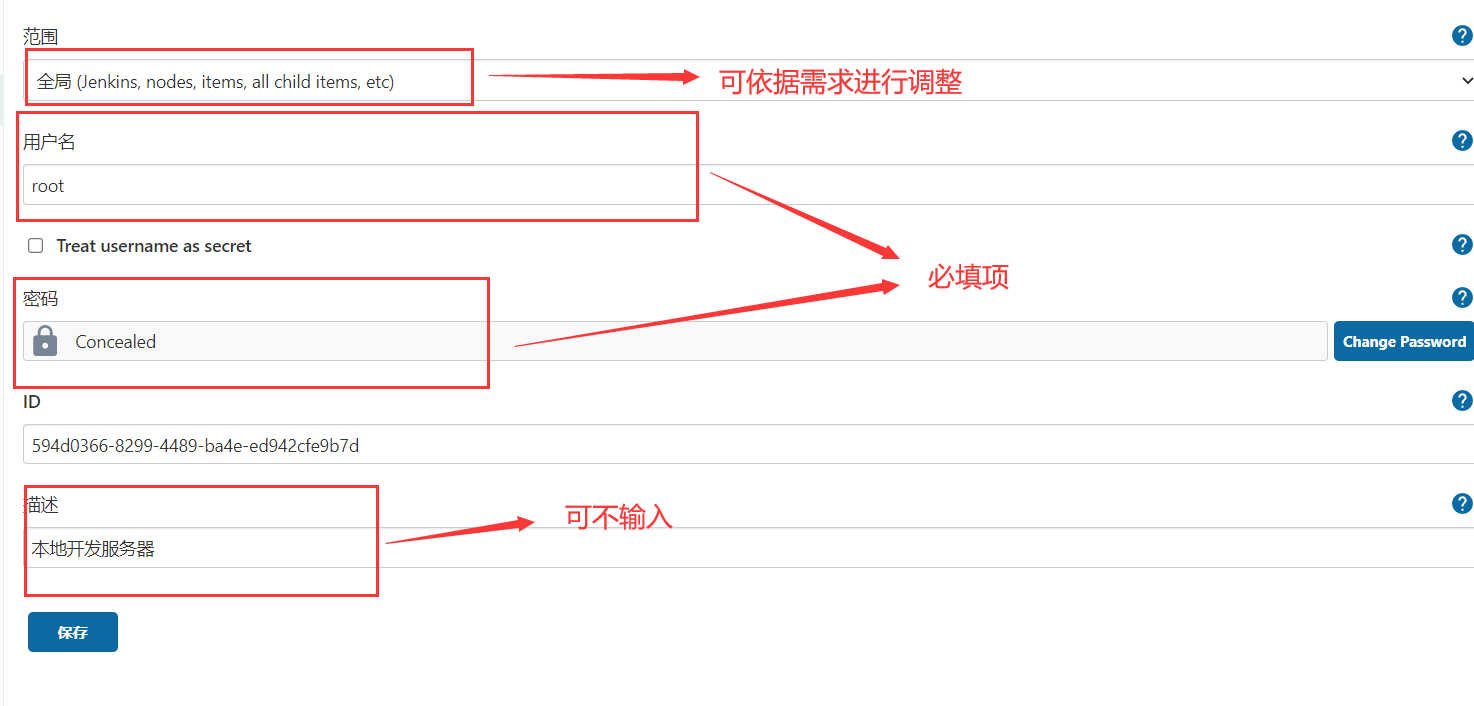 范围
全局 (Jenkins, nodes, items, all child items, etc)
可依据需求进行调整
用户名
root
Treat username as secret
必填项
密码
Concealed
Change Password
ID
594d0366-8299-4489-ba4e-ed942cfe9b7d
描述
可不输入
本地开发服务器
保存